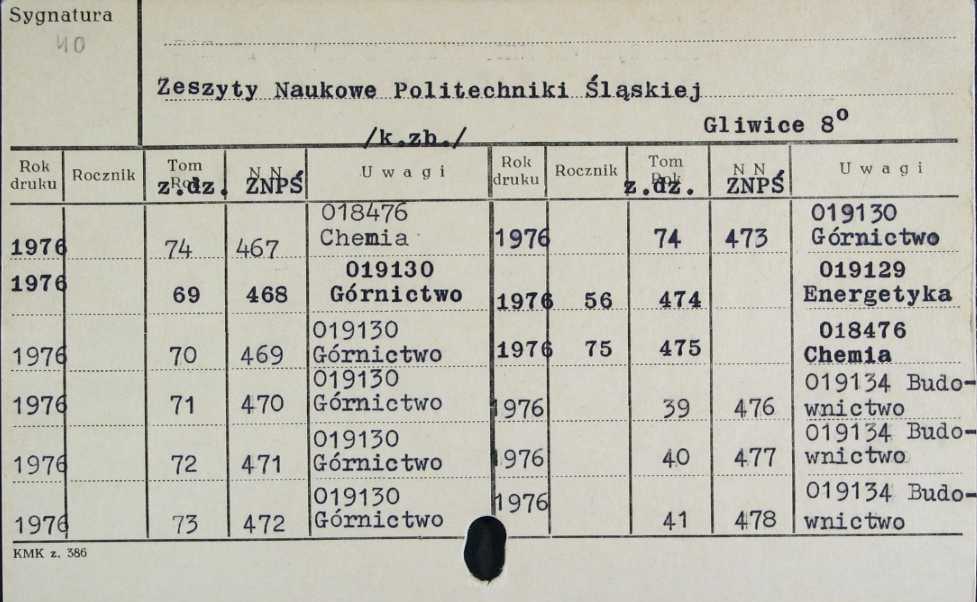 Sygnatura
40
Zeszyty Naukowe Politechniki Śląskiej
/k.zb./ Gliwice 8º
Rok druku Rocznik Tom Rok z.dz. N N ZNPŚ Uwagi Rok druku Rocznik Tom Rok z.dz. N N ZNPŚ Uwagi
1976 74 467 018476 Chemia
1976 69 468 019130 Górnictwo
1976 70 469 019130 Górnictwo
1976 71 470 019130 Górnictwo
1976 72 471 019130 Górnictwo
1976 73 472 019130 Górnictwo
1976 74 473 019130 Górnictwo
1976 56 474 019129 Energetyka
1976 75 475 018476 Chemia
1976 39 476 019134 Budo-
wnictwo
1976 40 477 019134 Budo-
wnictwo
1976 41 478 019134 Budo-
wnictwo
KMK z. 386